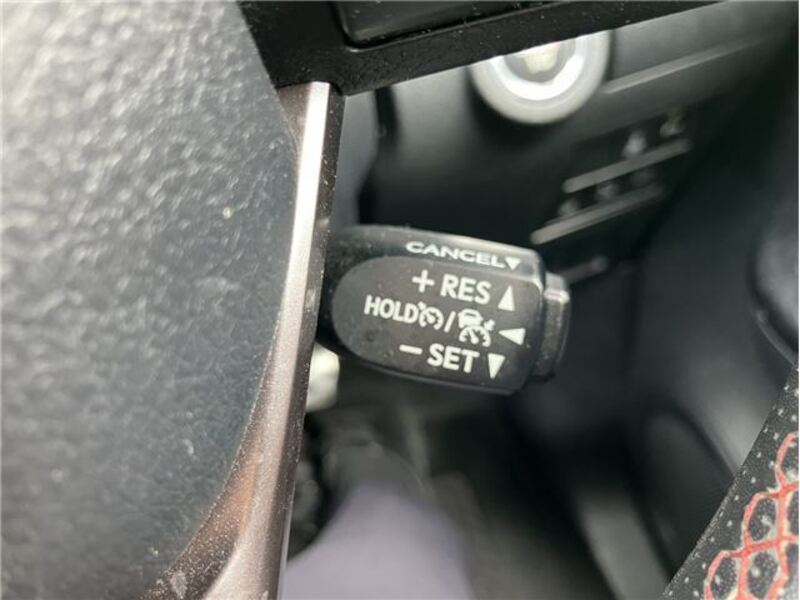 CANCEL▼
+ RES ▲
HOLD / ◀
− SET ▼